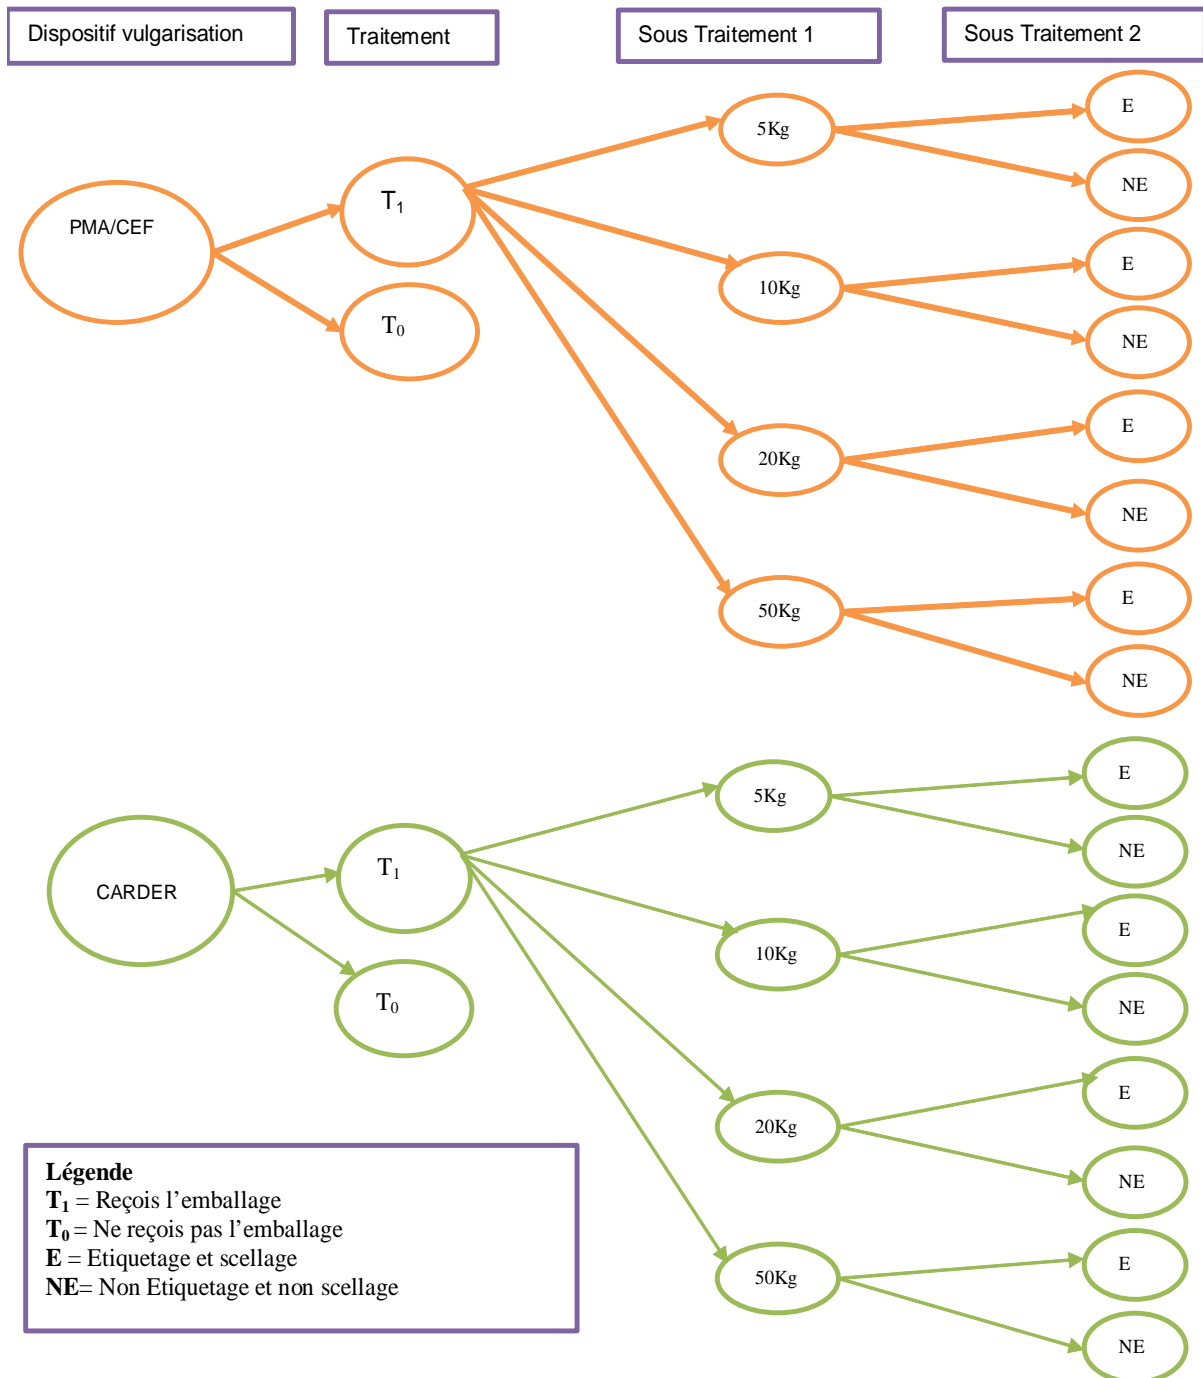 Dispositif vulgarisation
Traitement
Sous Traitement 1
Sous Traitement 2
PMA/CEF
T1
T0
5Kg
E
NE
10Kg
E
NE
20Kg
E
NE
50Kg
E
NE
CARDER
T1
T0
5Kg
E
NE
10Kg
E
NE
20Kg
E
NE
50Kg
E
NE
Légende
T1 = Reçois l’emballage
T0 = Ne reçois pas l’emballage
E = Etiquetage et scellage
NE= Non Etiquetage et non scellage